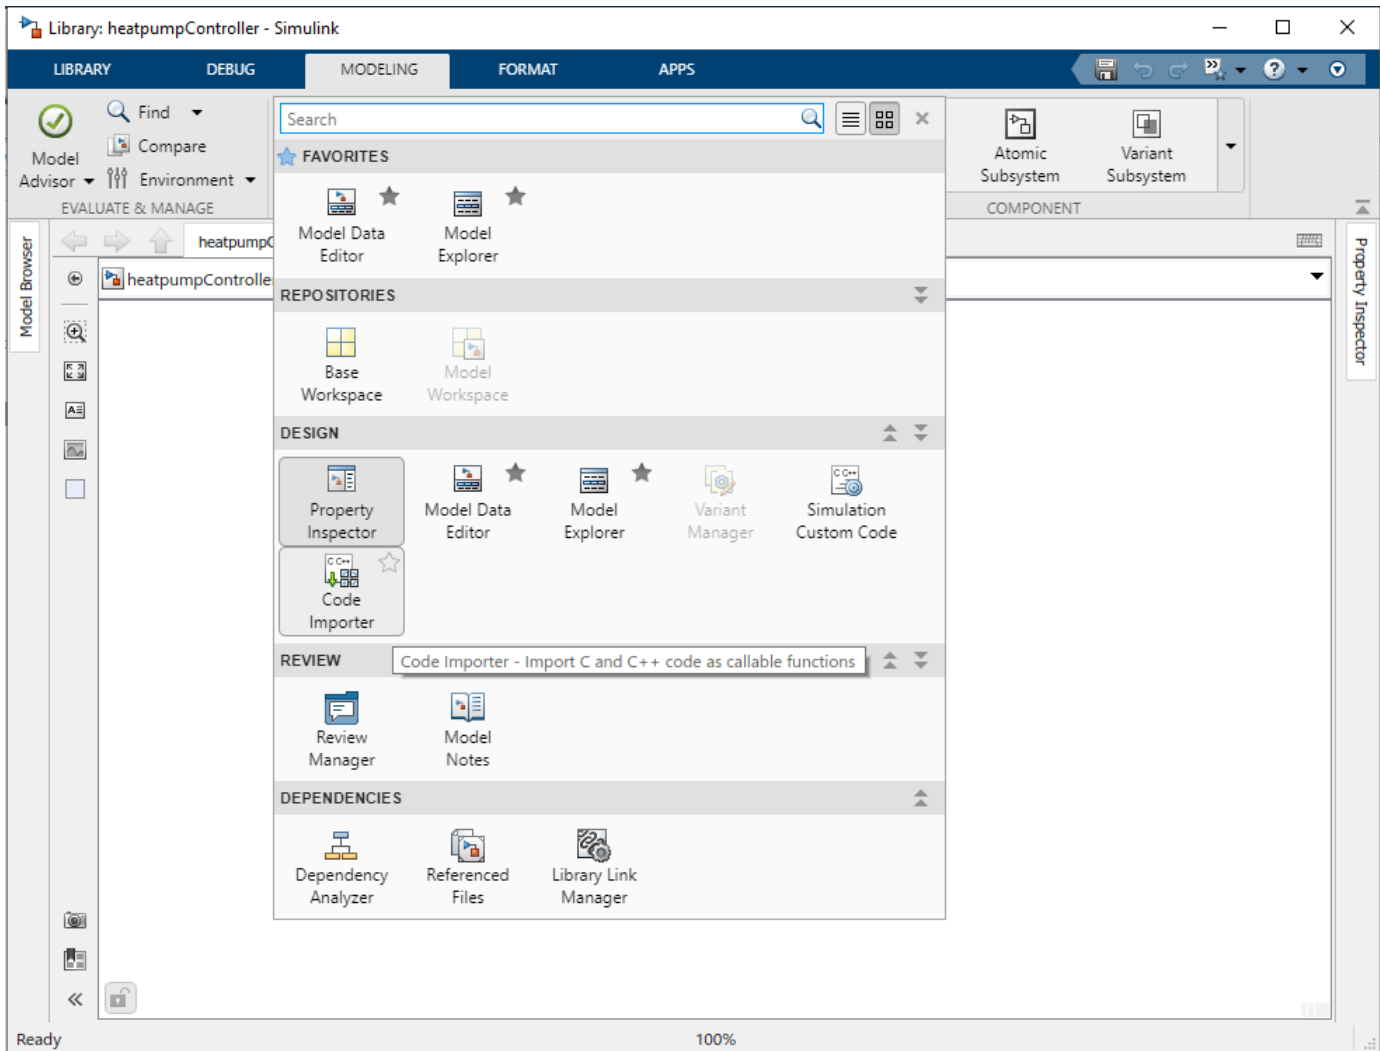 Library: heatpumpController - Simulink
LIBRARY DEBUG MODELING FORMAT APPS
Find
Compare
Environment
Model
Advisor
EVALUATE & MANAGE
Search
Atomic
Subsystem
Variant
Subsystem
COMPONENT
FAVORITES
Model Data
Editor
Model
Explorer
heatpumpC
heatpumpControlle
Model Browser
Property Inspector
REPOSITORIES
Base
Workspace
Model
Workspace
DESIGN
Property
Inspector
Model Data
Editor
Model
Explorer
Variant
Manager
C C++
Simulation
Custom Code
C C++
Code
Importer
REVIEW
Code Importer - Import C and C++ code as callable functions
Review
Manager
Model
Notes
DEPENDENCIES
Dependency
Analyzer
Referenced
Files
Library Link
Manager
Ready
100%